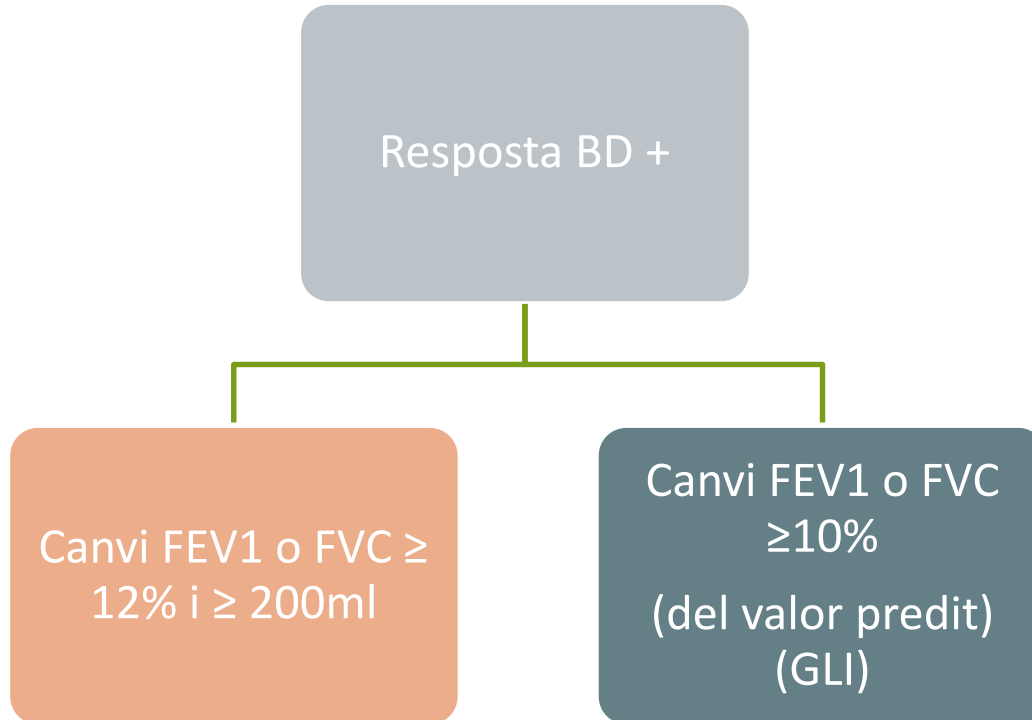 Resposta BD +
Canvi FEV1 o FVC ≥
12% i ≥ 200ml
Canvi FEV1 o FVC
≥10%
(del valor predit)
(GLI)